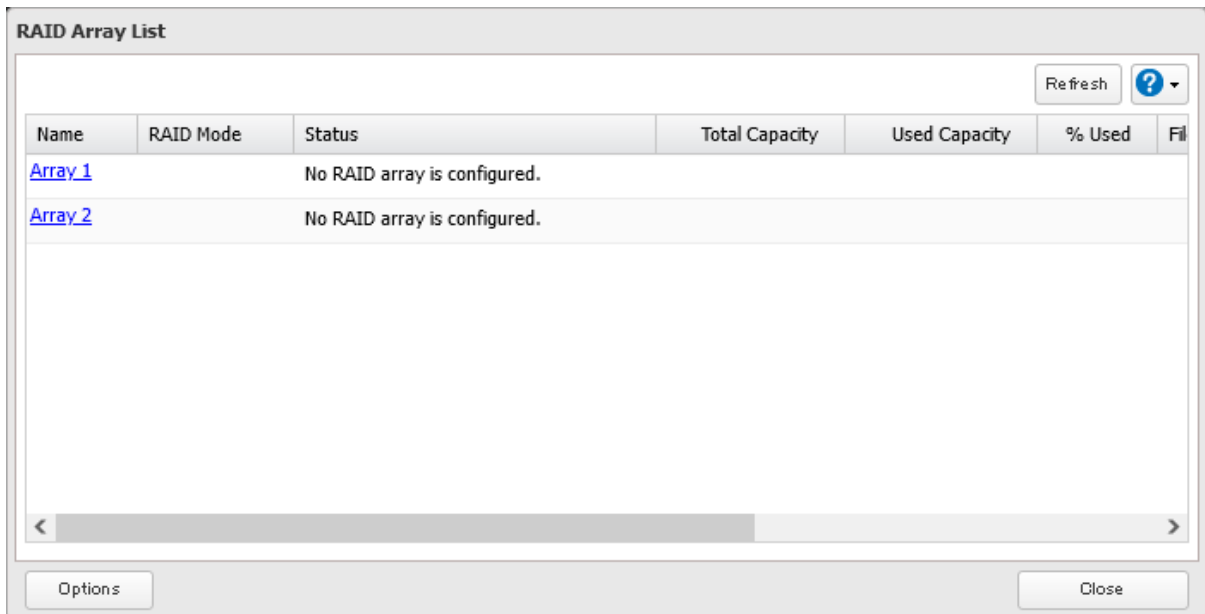 RAID Array List
Refresh ?
Name RAID Mode Status Total Capacity Used Capacity % Used Fil
Array 1 No RAID array is configured.
Array 2 No RAID array is configured.
Options Close